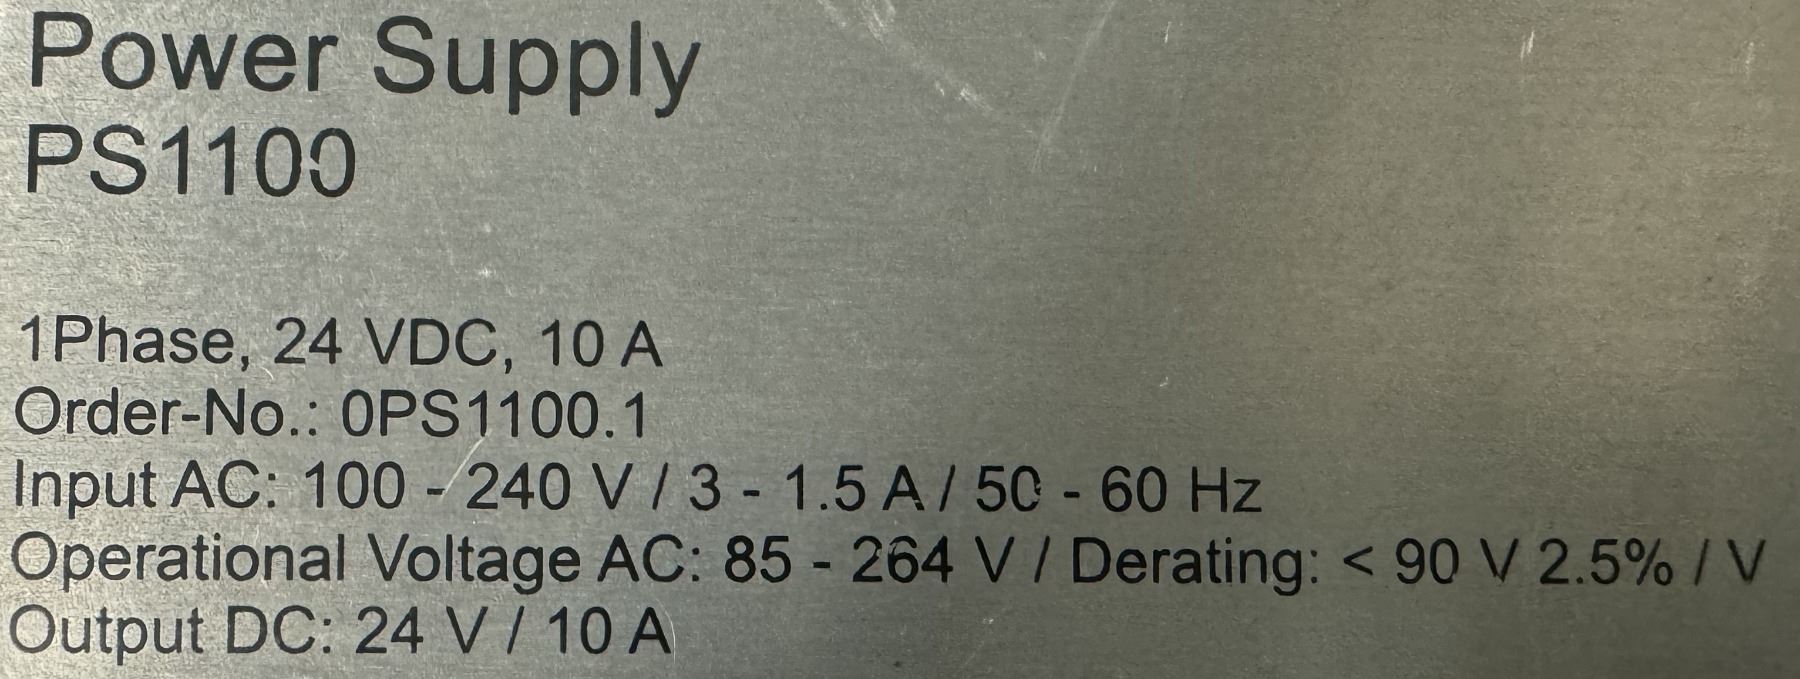 Power Supply
PS1100
1Phase, 24 VDC, 10 A
Order-No.: 0PS1100.1
Input AC: 100 - 240 V / 3 - 1.5 A / 50 - 60 Hz
Operational Voltage AC: 85 - 264 V / Derating: < 90 V 2.5% / V
Output DC: 24 V / 10 A